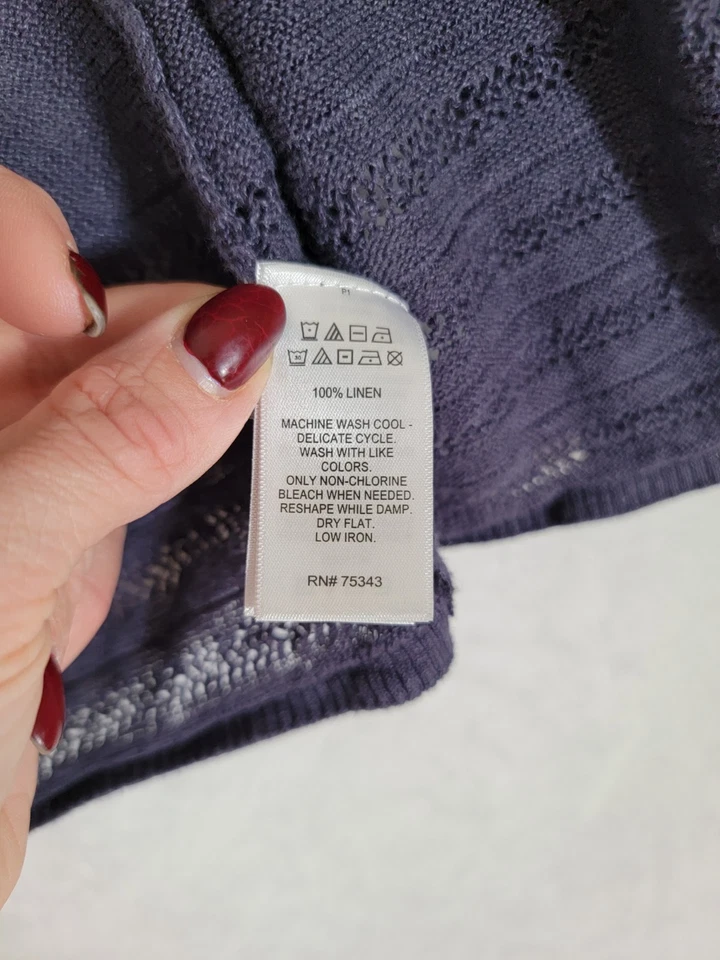 30
100% LINEN
MACHINE WASH COOL -
DELICATE CYCLE.
WASH WITH LIKE
COLORS.
ONLY NON-CHLORINE
BLEACH WHEN NEEDED.
RESHAPE WHILE DAMP.
DRY FLAT.
LOW IRON.
RN# 75343